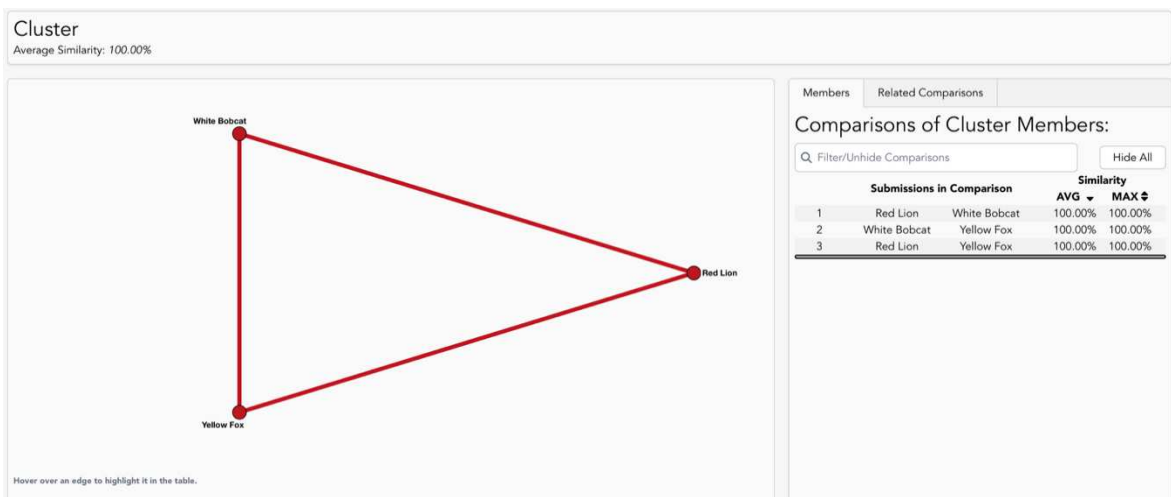 Cluster
Average Similarity: 100.00%
White Bobcat
Red Lion
Yellow Fox
Hover over an edge to highlight it in the table.
Members Related Comparisons
Comparisons of Cluster Members:
Filter/Unhide Comparisons Hide All
Submissions in Comparison Similarity
AVG MAX
1 Red Lion White Bobcat 100.00% 100.00%
2 White Bobcat Yellow Fox 100.00% 100.00%
3 Red Lion Yellow Fox 100.00% 100.00%